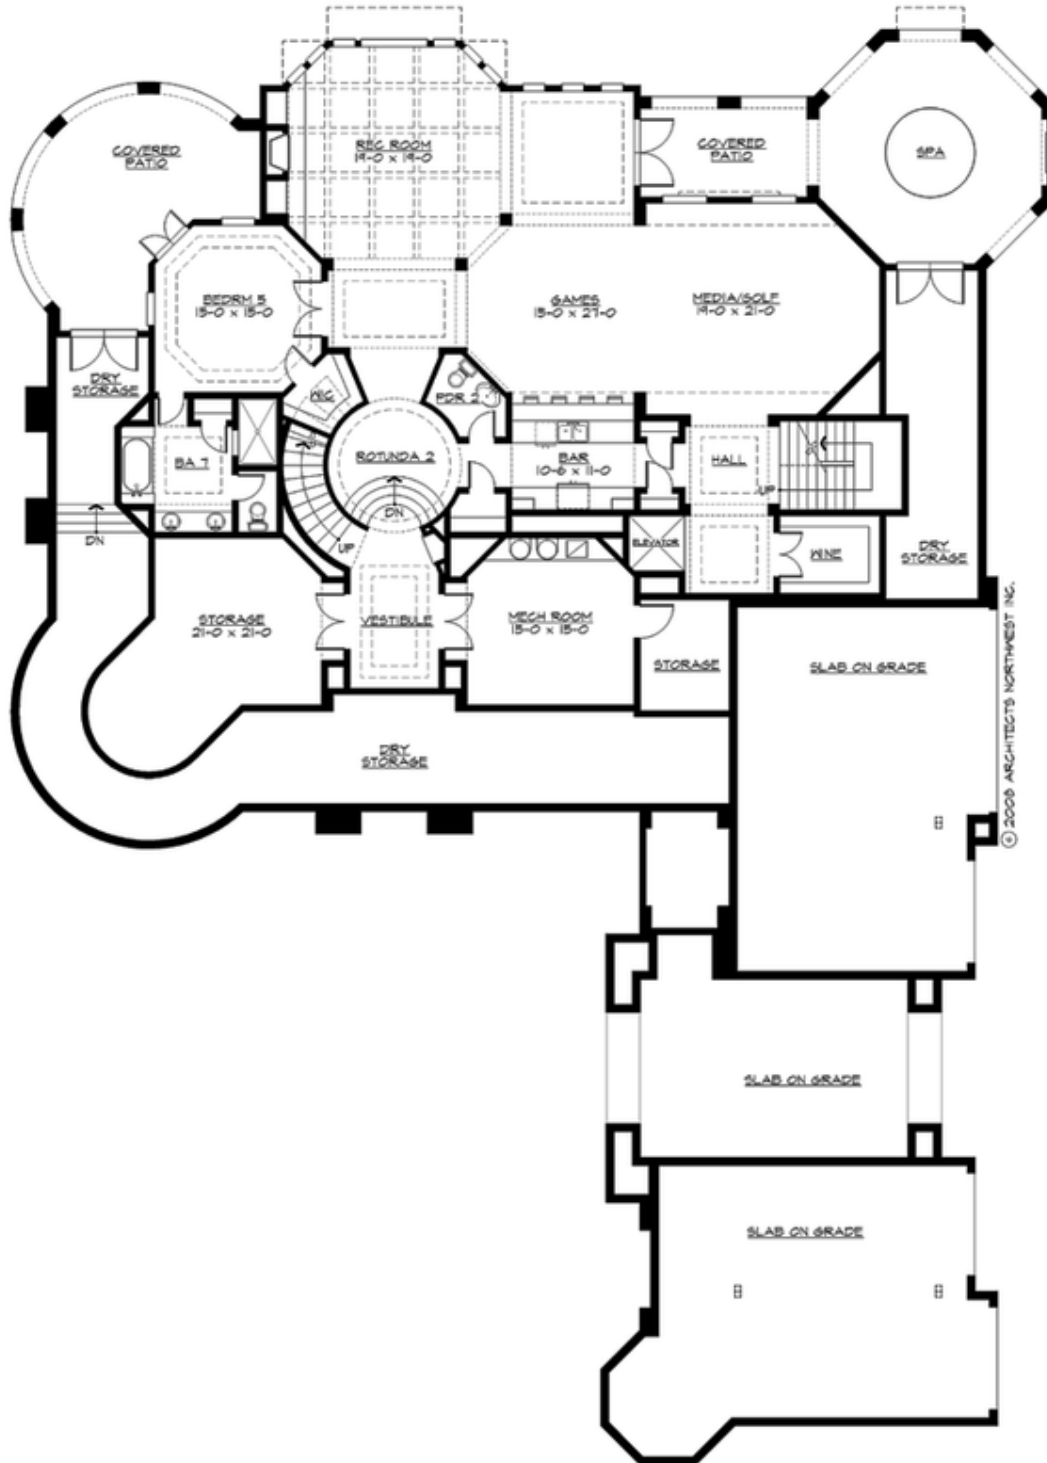 COVERED
PATIO
REC ROOM
19-0 x 19-0
COVERED
PATIO
SPA
BEDRM 5
15-0 x 15-0
GAMES
15-0 x 27-0
MEDIA/GOLF
19-0 x 21-0
DRY
STORAGE
WIC
PDR 2
BA 7
ROTUNDA 2
BAR
10-6 x 11-0
HALL
UP
DN
DN
UP
ELEVATOR
WINE
DRY
STORAGE
STORAGE
21-0 x 21-0
VESTIBULE
MECH ROOM
15-0 x 15-0
STORAGE
SLAB ON GRADE
DRY
STORAGE
© 2008 ARCHITECTS NORTHWEST INC.
SLAB ON GRADE
SLAB ON GRADE